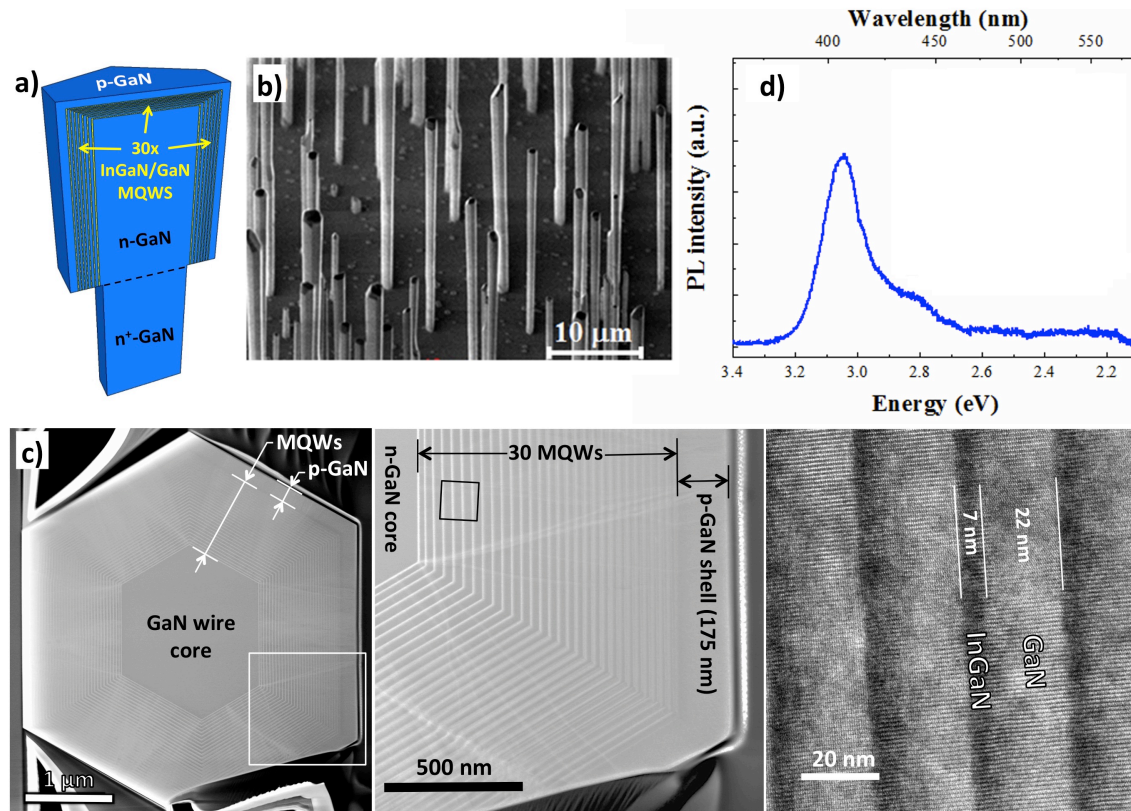 a)
p-GaN
30x
InGaN/GaN
MQWS
n-GaN
n⁺-GaN
b)
10 μm
Wavelength (nm)
400
450
500
550
d)
PL intensity (a.u.)
3.4
3.2
3.0
2.8
2.6
2.4
2.2
Energy (eV)
c)
MQWs
p-GaN
GaN wire
core
1 μm
n-GaN core
30 MQWs
p-GaN shell (175 nm)
500 nm
7 nm
22 nm
InGaN
GaN
20 nm